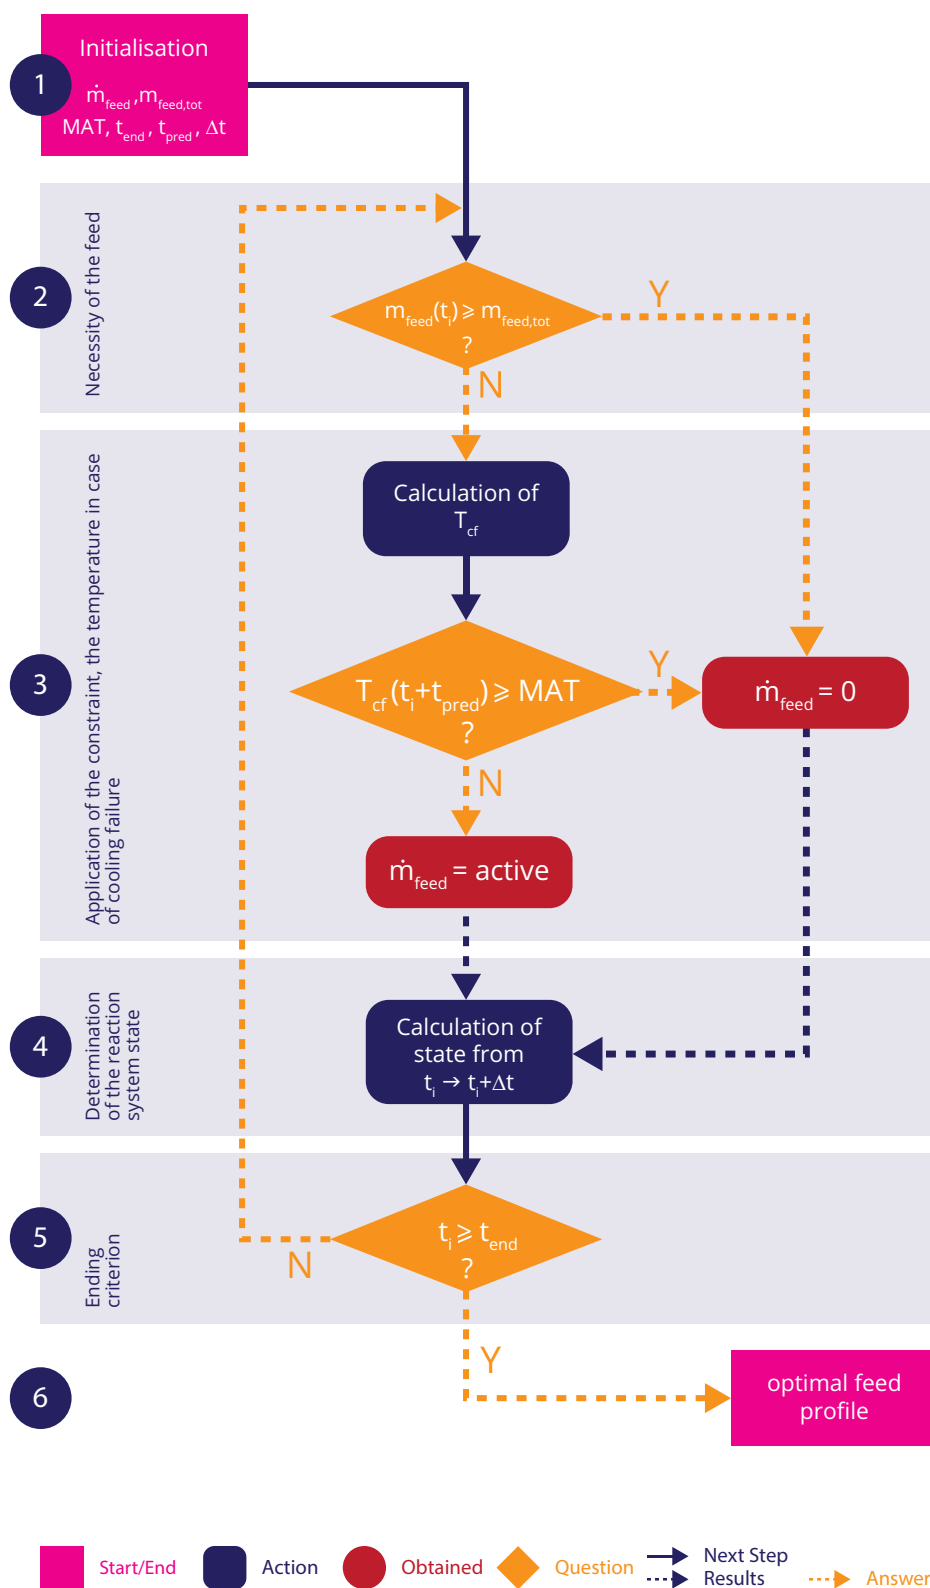 1
Initialisation
ṁfeed ,mfeed,tot
MAT, tend, tpred, Δt
2
Necessity of the feed
mfeed(ti) ⩾ mfeed,tot
?
Y
N
3
Application of the constraint, the temperature in case
of cooling failure
Calculation of
Tcf
Tcf (ti+tpred) ⩾ MAT
?
Y
ṁfeed = 0
N
ṁfeed = active
4
Determination
of the reaction
system state
Calculation of
state from
ti → ti+Δt
5
Ending
criterion
ti ⩾ tend
?
N
Y
6
optimal feed
profile
Start/End
Action
Obtained
Question
Next Step
Results
Answer